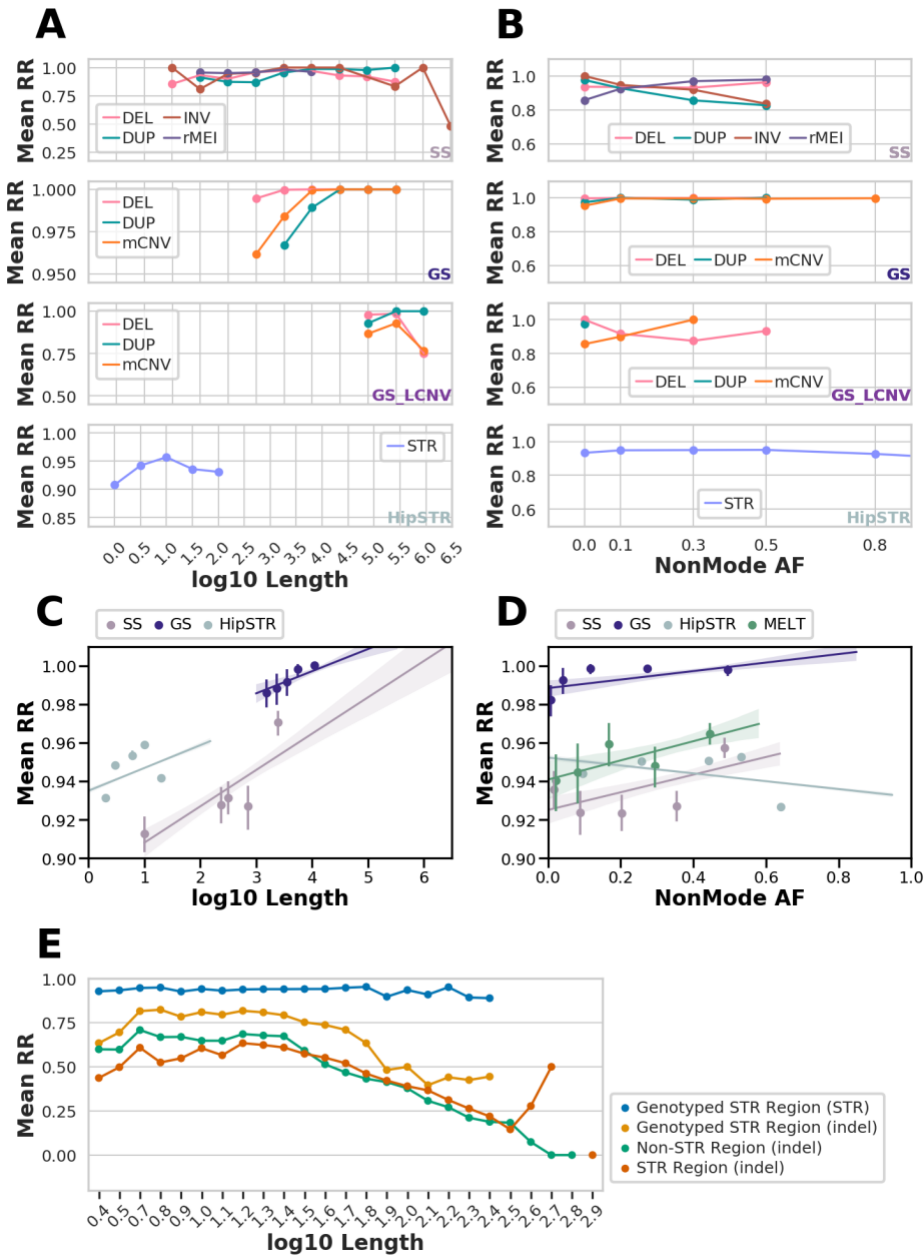 A
Mean RR
1.00
0.75
0.50
0.25
DEL INV
DUP rMEI
SS
Mean RR
1.000
0.975
0.950
DEL
DUP
mCNV
GS
Mean RR
1.00
0.75
0.50
DEL
DUP
mCNV
GS_LCNV
Mean RR
1.00
0.95
0.90
0.85
STR
HipSTR
0.0 0.5 1.0 1.5 2.0 2.5 3.0 3.5 4.0 4.5 5.0 5.5 6.0 6.5
log10 Length
B
Mean RR
1.0
0.8
0.6
DEL DUP INV rMEI
SS
Mean RR
1.0
0.8
0.6
DEL DUP mCNV
GS
Mean RR
1.0
0.8
0.6
DEL DUP mCNV
GS_LCNV
Mean RR
1.0
0.8
0.6
STR
HipSTR
0.0 0.1 0.3 0.5 0.8
NonMode AF
C
SS GS HipSTR
Mean RR
1.00
0.98
0.96
0.94
0.92
0.90
0 1 2 3 4 5 6
log10 Length
D
SS GS HipSTR MELT
Mean RR
1.00
0.98
0.96
0.94
0.92
0.90
0.0 0.2 0.4 0.6 0.8 1.0
NonMode AF
E
Mean RR
1.00
0.75
0.50
0.25
0.00
0.4 0.5 0.7 0.8 0.9 1.0 1.1 1.2 1.3 1.4 1.5 1.6 1.7 1.8 1.9 2.0 2.1 2.2 2.3 2.4 2.5 2.6 2.7 2.8 2.9
log10 Length
Genotyped STR Region (STR)
Genotyped STR Region (indel)
Non-STR Region (indel)
STR Region (indel)